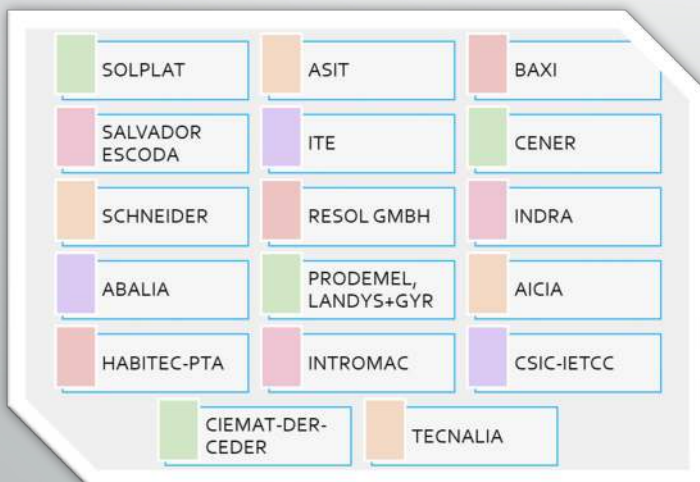 SOLPLAT
ASIT
BAXI
SALVADOR
ESCODA
ITE
CENER
SCHNEIDER
RESOL GMBH
INDRA
ABALIA
PRODEMEL,
LANDYS+GYR
AICIA
HABITEC-PTA
INTROMAC
CSIC-IETCC
CIEMAT-DER-
CEDER
TECNALIA